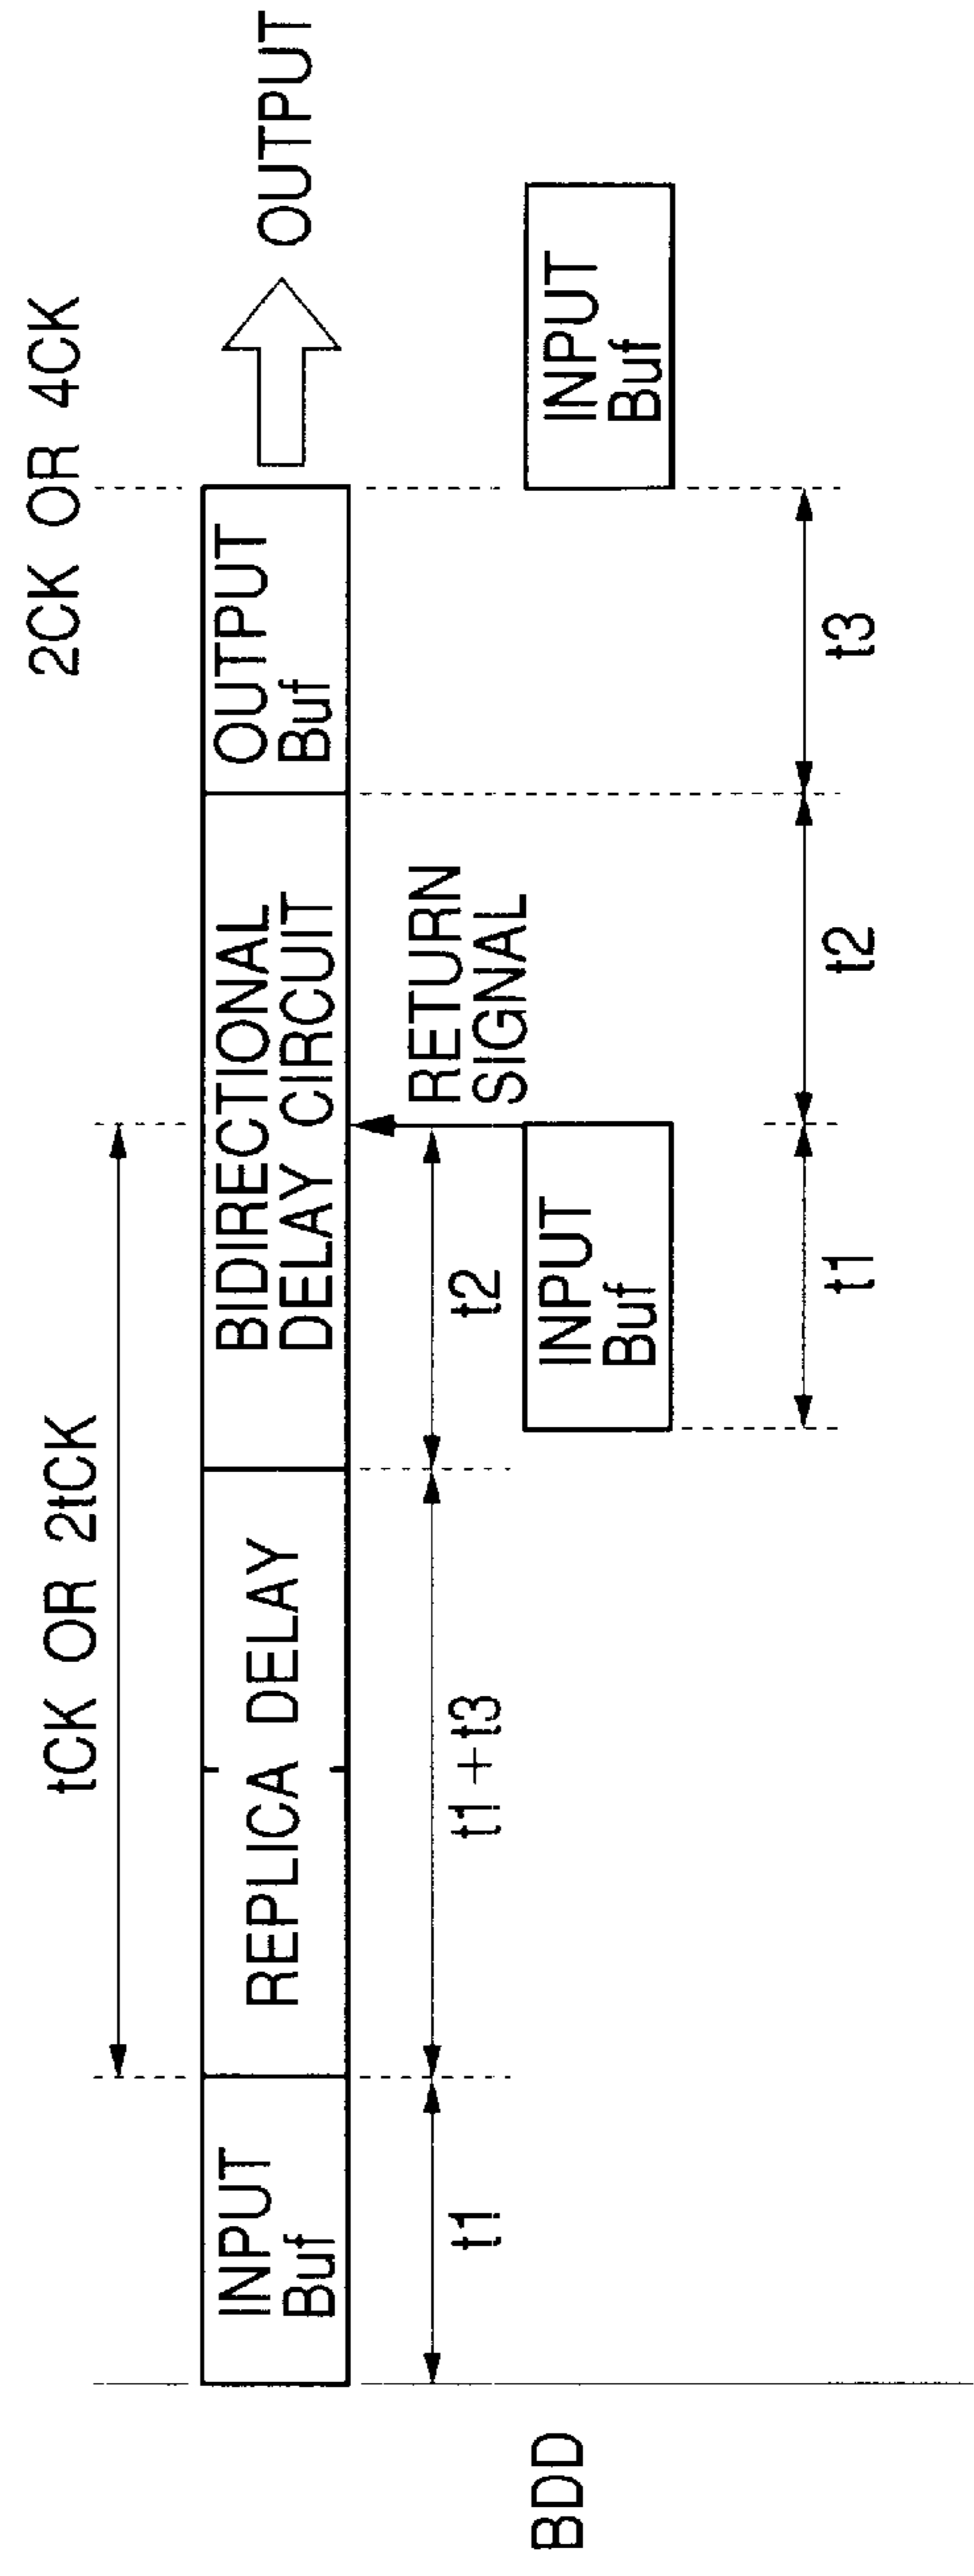 2CK OR 4CK
tCK OR 2tCK
INPUT
Buf
REPLICA DELAY
BIDIRECTIONAL
DELAY CIRCUIT
OUTPUT
Buf
OUTPUT
t1
t1+t3
t2
RETURN
SIGNAL
BDD
INPUT
Buf
INPUT
Buf
t1
t2
t3